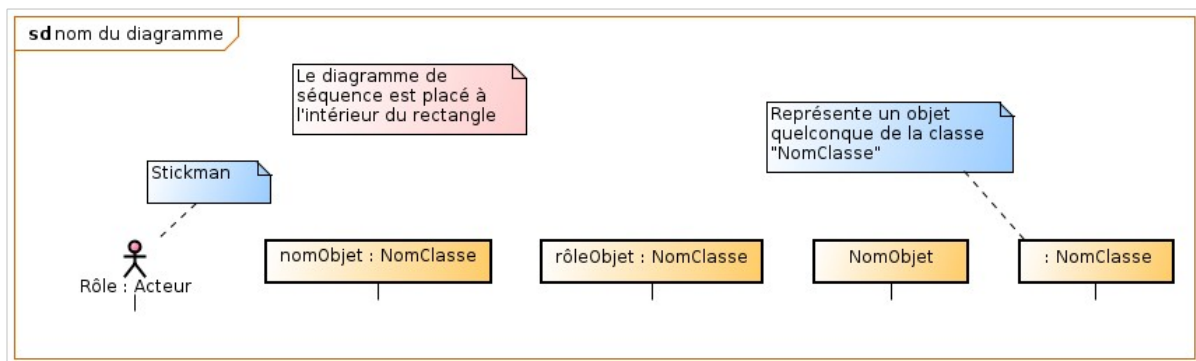 sd nom du diagramme
Le diagramme de
séquence est placé à
l'intérieur du rectangle
Représente un objet
quelconque de la classe
"NomClasse"
Stickman
Rôle : Acteur
nomObjet : NomClasse
rôleObjet : NomClasse
NomObjet
: NomClasse